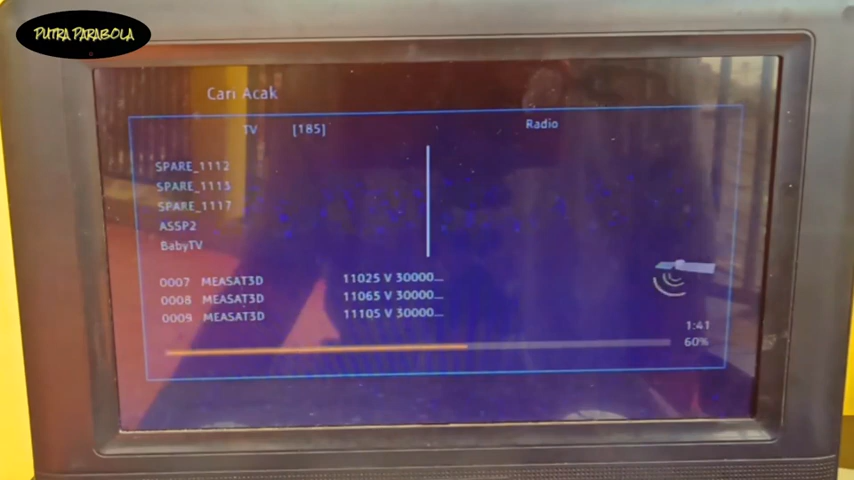 PUTRA PARABOLA
Cari Acak
TV [185] Radio
SPARE_1112
SPARE_1113
SPARE_1117
ASSP2
BabyTV
0007 MEASAT3D 11025 V 30000...
0008 MEASAT3D 11065 V 30000...
0009 MEASAT3D 11105 V 30000...
1:41
60%